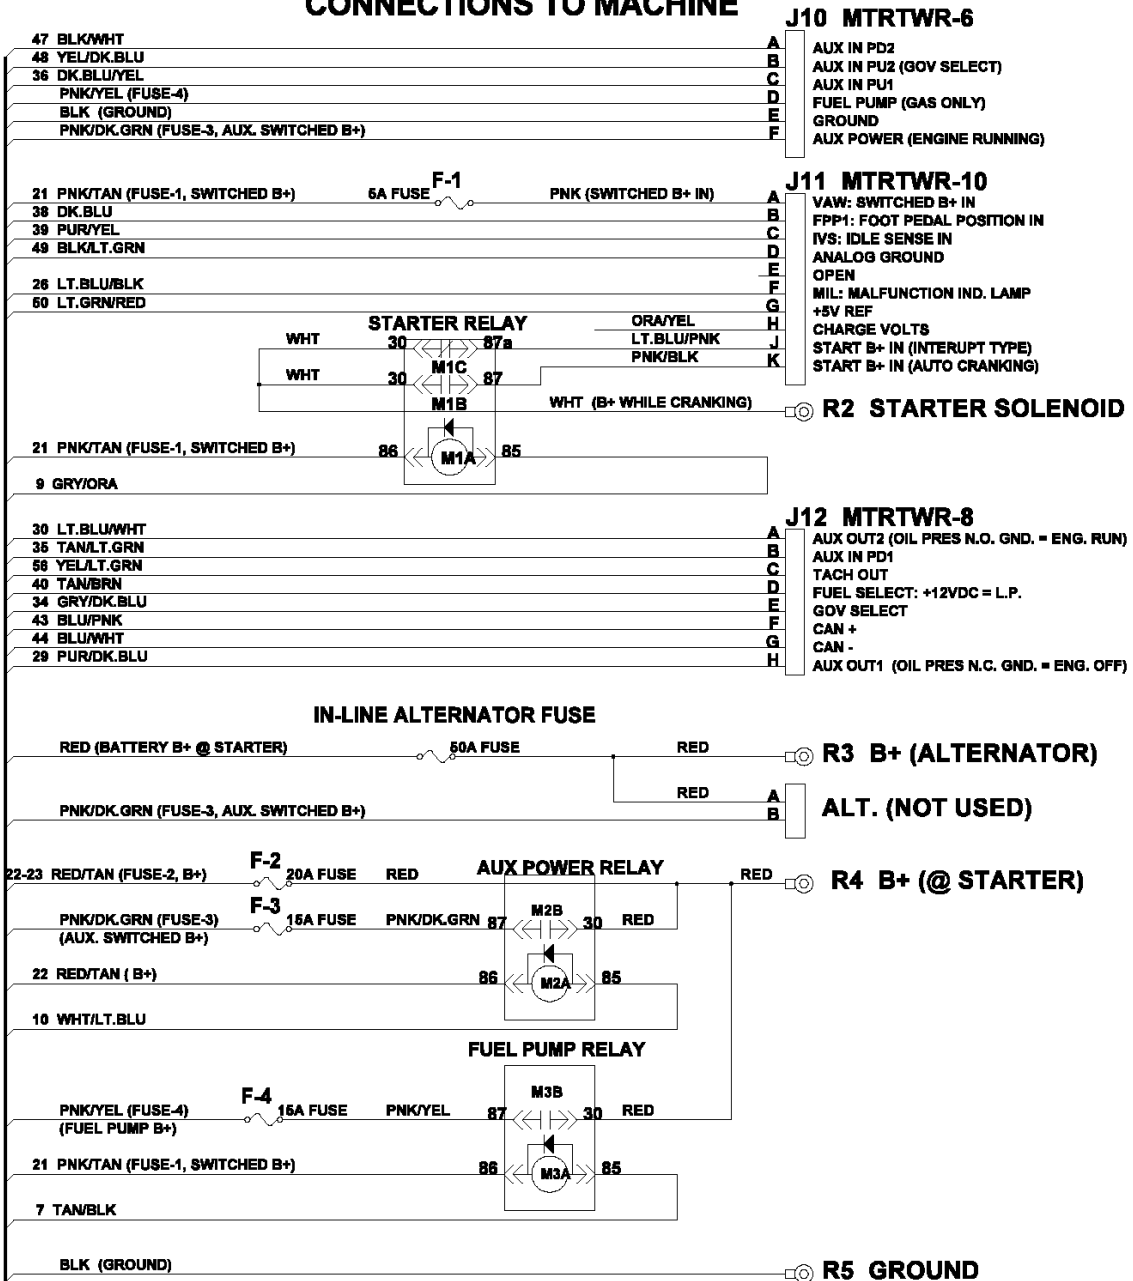 CONNECTIONS TO MACHINE
J10 MTRTWR-6
47 BLK/WHT A AUX IN PD2
48 YEL/DK.BLU B AUX IN PU2 (GOV SELECT)
36 DK.BLU/YEL C AUX IN PU1
PNK/YEL (FUSE-4) D FUEL PUMP (GAS ONLY)
BLK (GROUND) E GROUND
PNK/DK.GRN (FUSE-3, AUX. SWITCHED B+) F AUX POWER (ENGINE RUNNING)
J11 MTRTWR-10
F-1
21 PNK/TAN (FUSE-1, SWITCHED B+) 5A FUSE PNK (SWITCHED B+ IN) A VAW: SWITCHED B+ IN
38 DK.BLU B FPP1: FOOT PEDAL POSITION IN
39 PUR/YEL C IVS: IDLE SENSE IN
49 BLK/LT.GRN D ANALOG GROUND
E OPEN
26 LT.BLU/BLK F MIL: MALFUNCTION IND. LAMP
50 LT.GRN/RED G +5V REF
STARTER RELAY ORA/YEL H CHARGE VOLTS
WHT 30 87a LT.BLU/PNK J START B+ IN (INTERUPT TYPE)
M1C PNK/BLK K START B+ IN (AUTO CRANKING)
WHT 30 87
M1B WHT (B+ WHILE CRANKING) R2 STARTER SOLENOID
21 PNK/TAN (FUSE-1, SWITCHED B+) 86 M1A 85
9 GRY/ORA
J12 MTRTWR-8
30 LT.BLU/WHT A AUX OUT2 (OIL PRES N.O. GND. = ENG. RUN)
35 TAN/LT.GRN B AUX IN PD1
56 YEL/LT.GRN C TACH OUT
40 TAN/BRN D FUEL SELECT: +12VDC = L.P.
34 GRY/DK.BLU E GOV SELECT
43 BLU/PNK F CAN +
44 BLU/WHT G CAN -
29 PUR/DK.BLU H AUX OUT1 (OIL PRES N.C. GND. = ENG. OFF)
IN-LINE ALTERNATOR FUSE
RED (BATTERY B+ @ STARTER) 50A FUSE RED R3 B+ (ALTERNATOR)
RED A
PNK/DK.GRN (FUSE-3, AUX. SWITCHED B+) B ALT. (NOT USED)
F-2 AUX POWER RELAY
22-23 RED/TAN (FUSE-2, B+) 20A FUSE RED RED R4 B+ (@ STARTER)
F-3 M2B
PNK/DK.GRN (FUSE-3) 15A FUSE PNK/DK.GRN 87 30 RED
(AUX. SWITCHED B+)
22 RED/TAN ( B+) 86 M2A 85
10 WHT/LT.BLU
FUEL PUMP RELAY
F-4 M3B
PNK/YEL (FUSE-4) 15A FUSE PNK/YEL 87 30 RED
(FUEL PUMP B+)
21 PNK/TAN (FUSE-1, SWITCHED B+) 86 M3A 85
7 TAN/BLK
BLK (GROUND) R5 GROUND